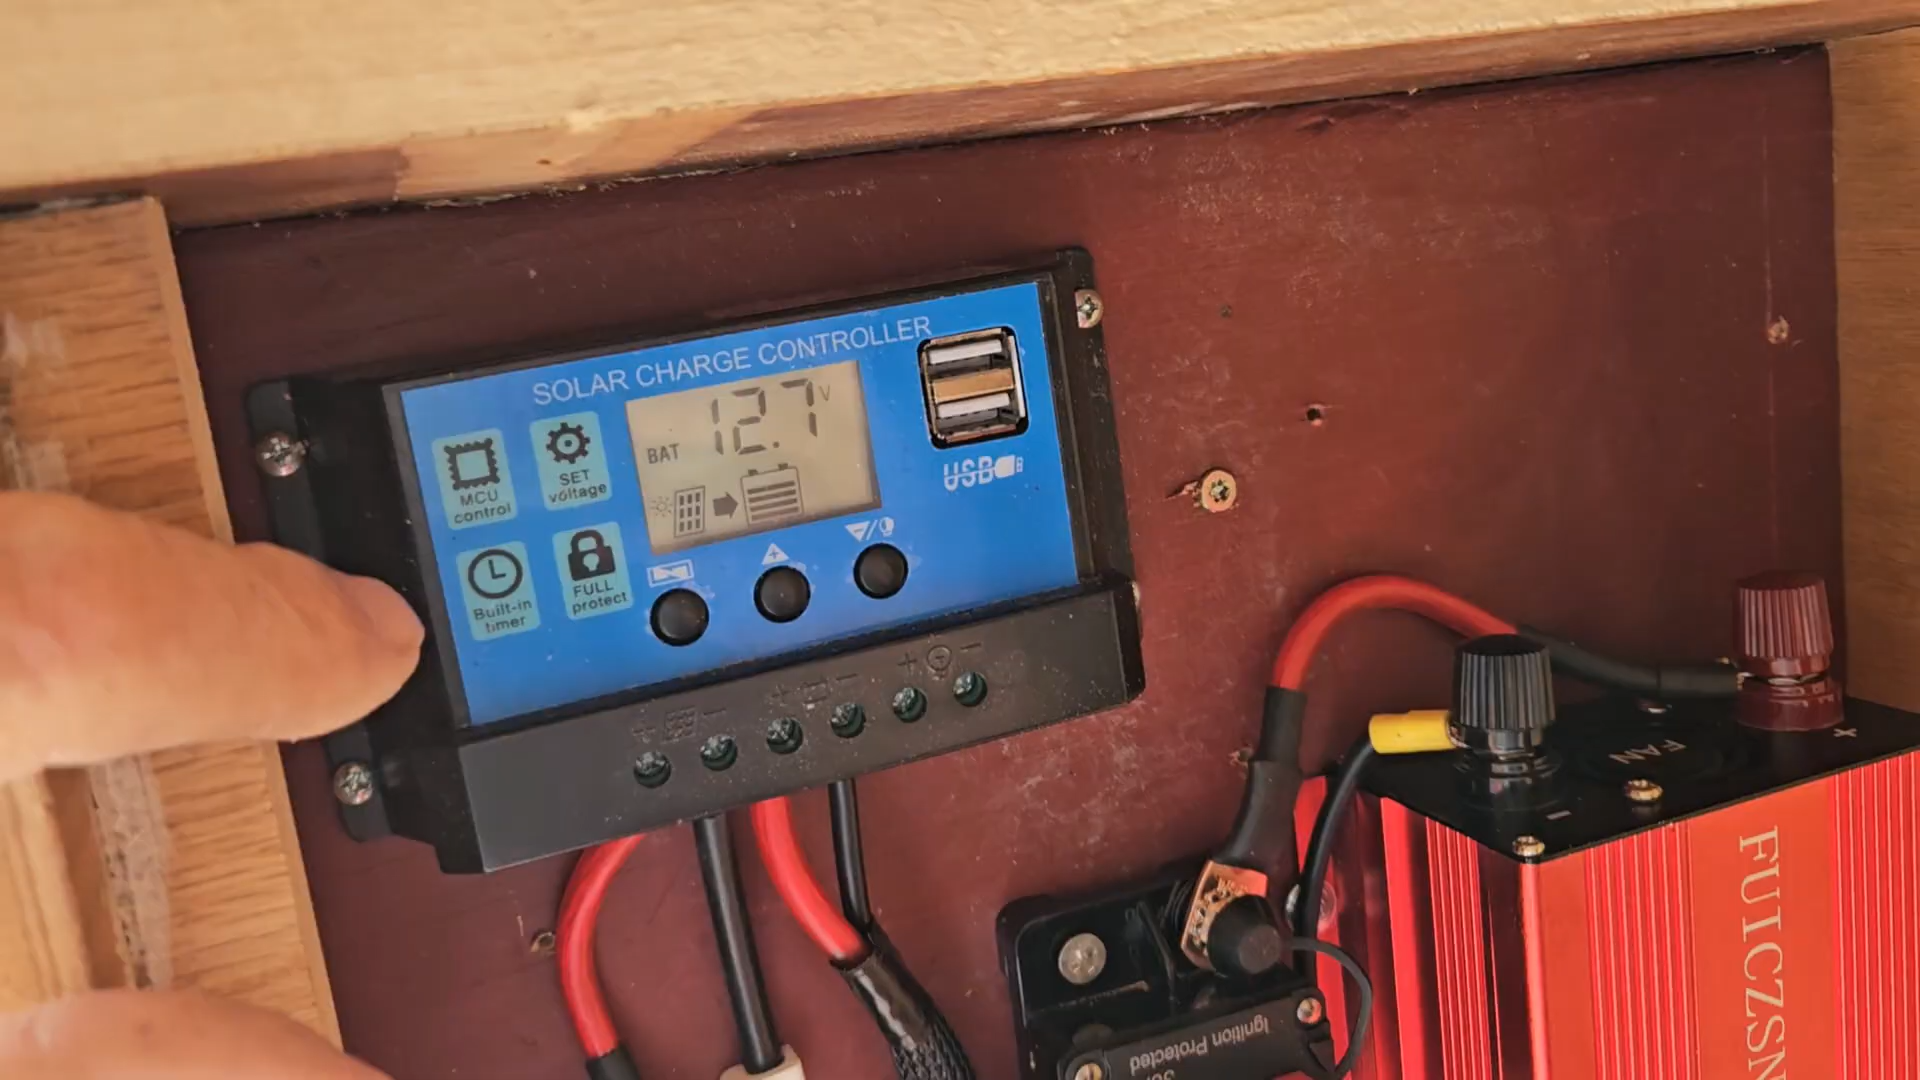 SOLAR CHARGE CONTROLLER
12.7 V
BAT
MCU
control
SET
voltage
Built-in
timer
FULL
protect
USB
+ -
+ -
+ -
FAN
+
-
FUICZSN
Ignition Protected